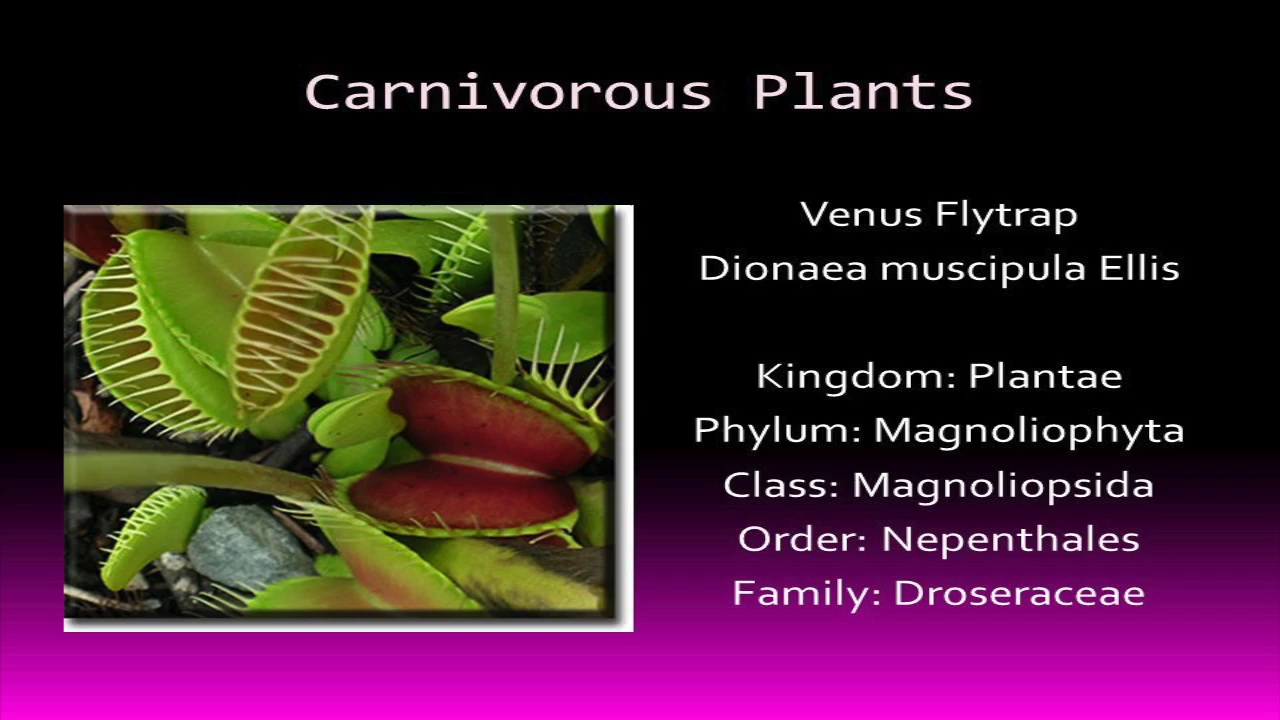 Carnivorous Plants
Venus Flytrap
Dionaea muscipula Ellis
Kingdom: Plantae
Phylum: Magnoliophyta
Class: Magnoliopsida
Order: Nepenthales
Family: Droseraceae